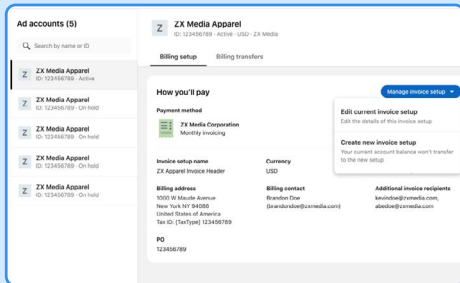 Ad accounts (5)
Search by name or ID
Z
ZX Media Apparel
ID: 123456789 · Active
Z
ZX Media Apparel
ID: 123456789 · On hold
Z
ZX Media Apparel
ID: 123456789 · On hold
Z
ZX Media Apparel
ID: 123456789 · On hold
Z
ZX Media Apparel
ID: 123456789 · On hold
Z
ZX Media Apparel
ID: 123456789 · Active · USD · ZX Media
Billing setup
Billing transfers
How you'll pay
Manage invoice setup
Edit current invoice setup
Edit the details of this invoice setup
Create new invoice setup
Your current account balance won't transfer
to the new setup
Payment method
ZX Media Corporation
Monthly invoicing
Invoice setup name
ZX Apparel Invoice Header
Currency
USD
Billing address
1000 W Maude Avenue
New York NY 94086
United States of America
Tax ID: {TaxType} 123456789
Billing contact
Brandon Doe
(brandondoe@zxmedia.com)
Additional invoice recipients
kevindoe@zxmedia.com,
abedoe@zxmedia.com
PO
123456789